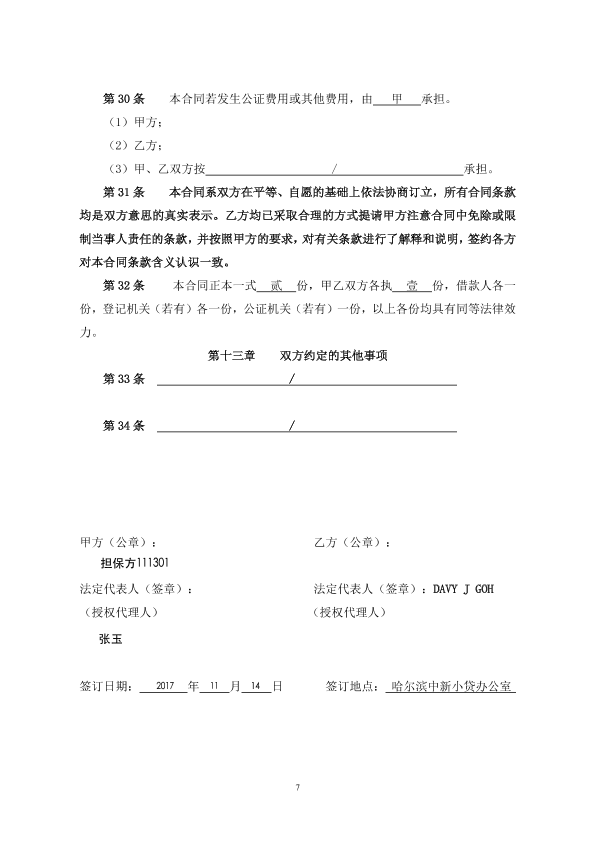 第 30 条　　本合同若发生公证费用或其他费用，由　甲　承担。
（1）甲方；
（2）乙方；
（3）甲、乙双方按　/　承担。
第 31 条　　本合同系双方在平等、自愿的基础上依法协商订立，所有合同条款
均是双方意思的真实表示。乙方均已采取合理的方式提请甲方注意合同中免除或限
制当事人责任的条款，并按照甲方的要求，对有关条款进行了解释和说明，签约各方
对本合同条款含义认识一致。
第 32 条　　本合同正本一式　贰　份，甲乙双方各执　壹　份，借款人各一
份，登记机关（若有）各一份，公证机关（若有）一份，以上各份均具有同等法律效
力。
第十三章　　双方约定的其他事项
第 33 条　/
第 34 条　/
甲方（公章）：　　乙方（公章）：
担保方111301
法定代表人（签章）：　　法定代表人（签章）：DAVY J GOH
（授权代理人）　　（授权代理人）
张玉
签订日期：　2017　年　11　月　14　日　　签订地点：　哈尔滨中新小贷办公室
7